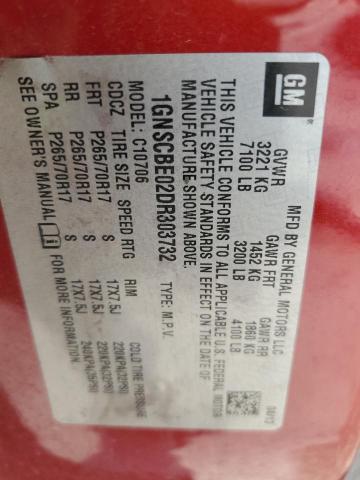 GM
MFD BY GENERAL MOTORS LLC
GVWR GAWR FRT GAWR RR
3221 KG 1452 KG 1860 KG
7100 LB 3200 LB 4100 LB
THIS VEHICLE CONFORMS TO ALL APPLICABLE U.S. FEDERAL MOTOR
VEHICLE SAFETY STANDARDS IN EFFECT ON THE DATE OF
MANUFACTURE SHOWN ABOVE.
1GNSCBE02DR303732 TYPE: M.P.V.
MODEL: C10706
CDCZ TIRE SIZE SPEED RTG RIM COLD TIRE PRESSURE
FRT P265/70R17 S 17X7.5J 220KPA(32PSI)
RR P265/70R17 S 17X7.5J
SPA P265/70R17 S 17X7.5J 240KPA(35PSI)
SEE OWNER'S MANUAL FOR MORE INFORMATION.